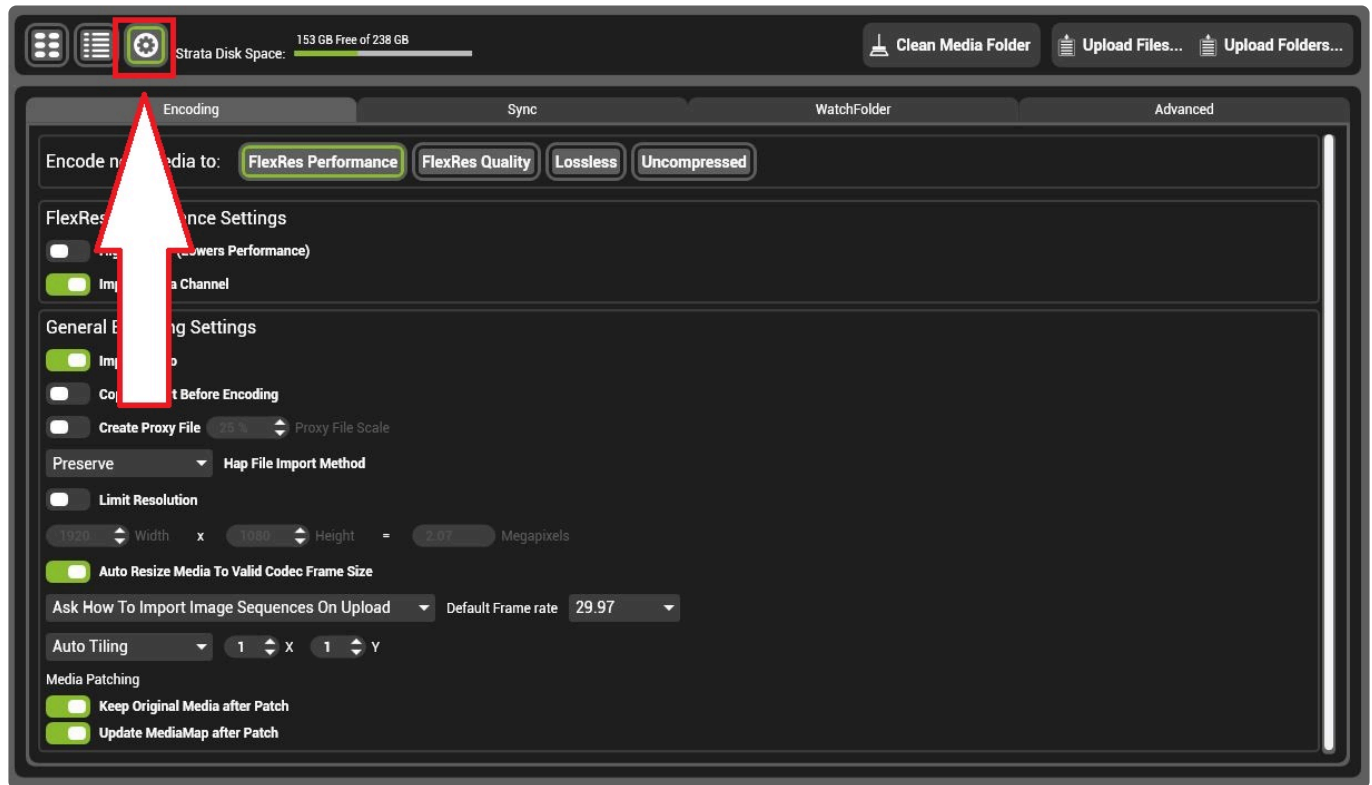 153 GB Free of 238 GB
Strata Disk Space:
Clean Media Folder
Upload Files...
Upload Folders...
Encoding
Sync
WatchFolder
Advanced
Encode n dia to: FlexRes Performance FlexRes Quality Lossless Uncompressed
FlexRes nce Settings
(Lowers Performance)
Imp a Channel
General E ng Settings
Imp o
Co t Before Encoding
Create Proxy File 25 % Proxy File Scale
Preserve Hap File Import Method
Limit Resolution
1920 Width x 1080 Height = 2.07 Megapixels
Auto Resize Media To Valid Codec Frame Size
Ask How To Import Image Sequences On Upload Default Frame rate 29.97
Auto Tiling 1 X 1 Y
Media Patching
Keep Original Media after Patch
Update MediaMap after Patch